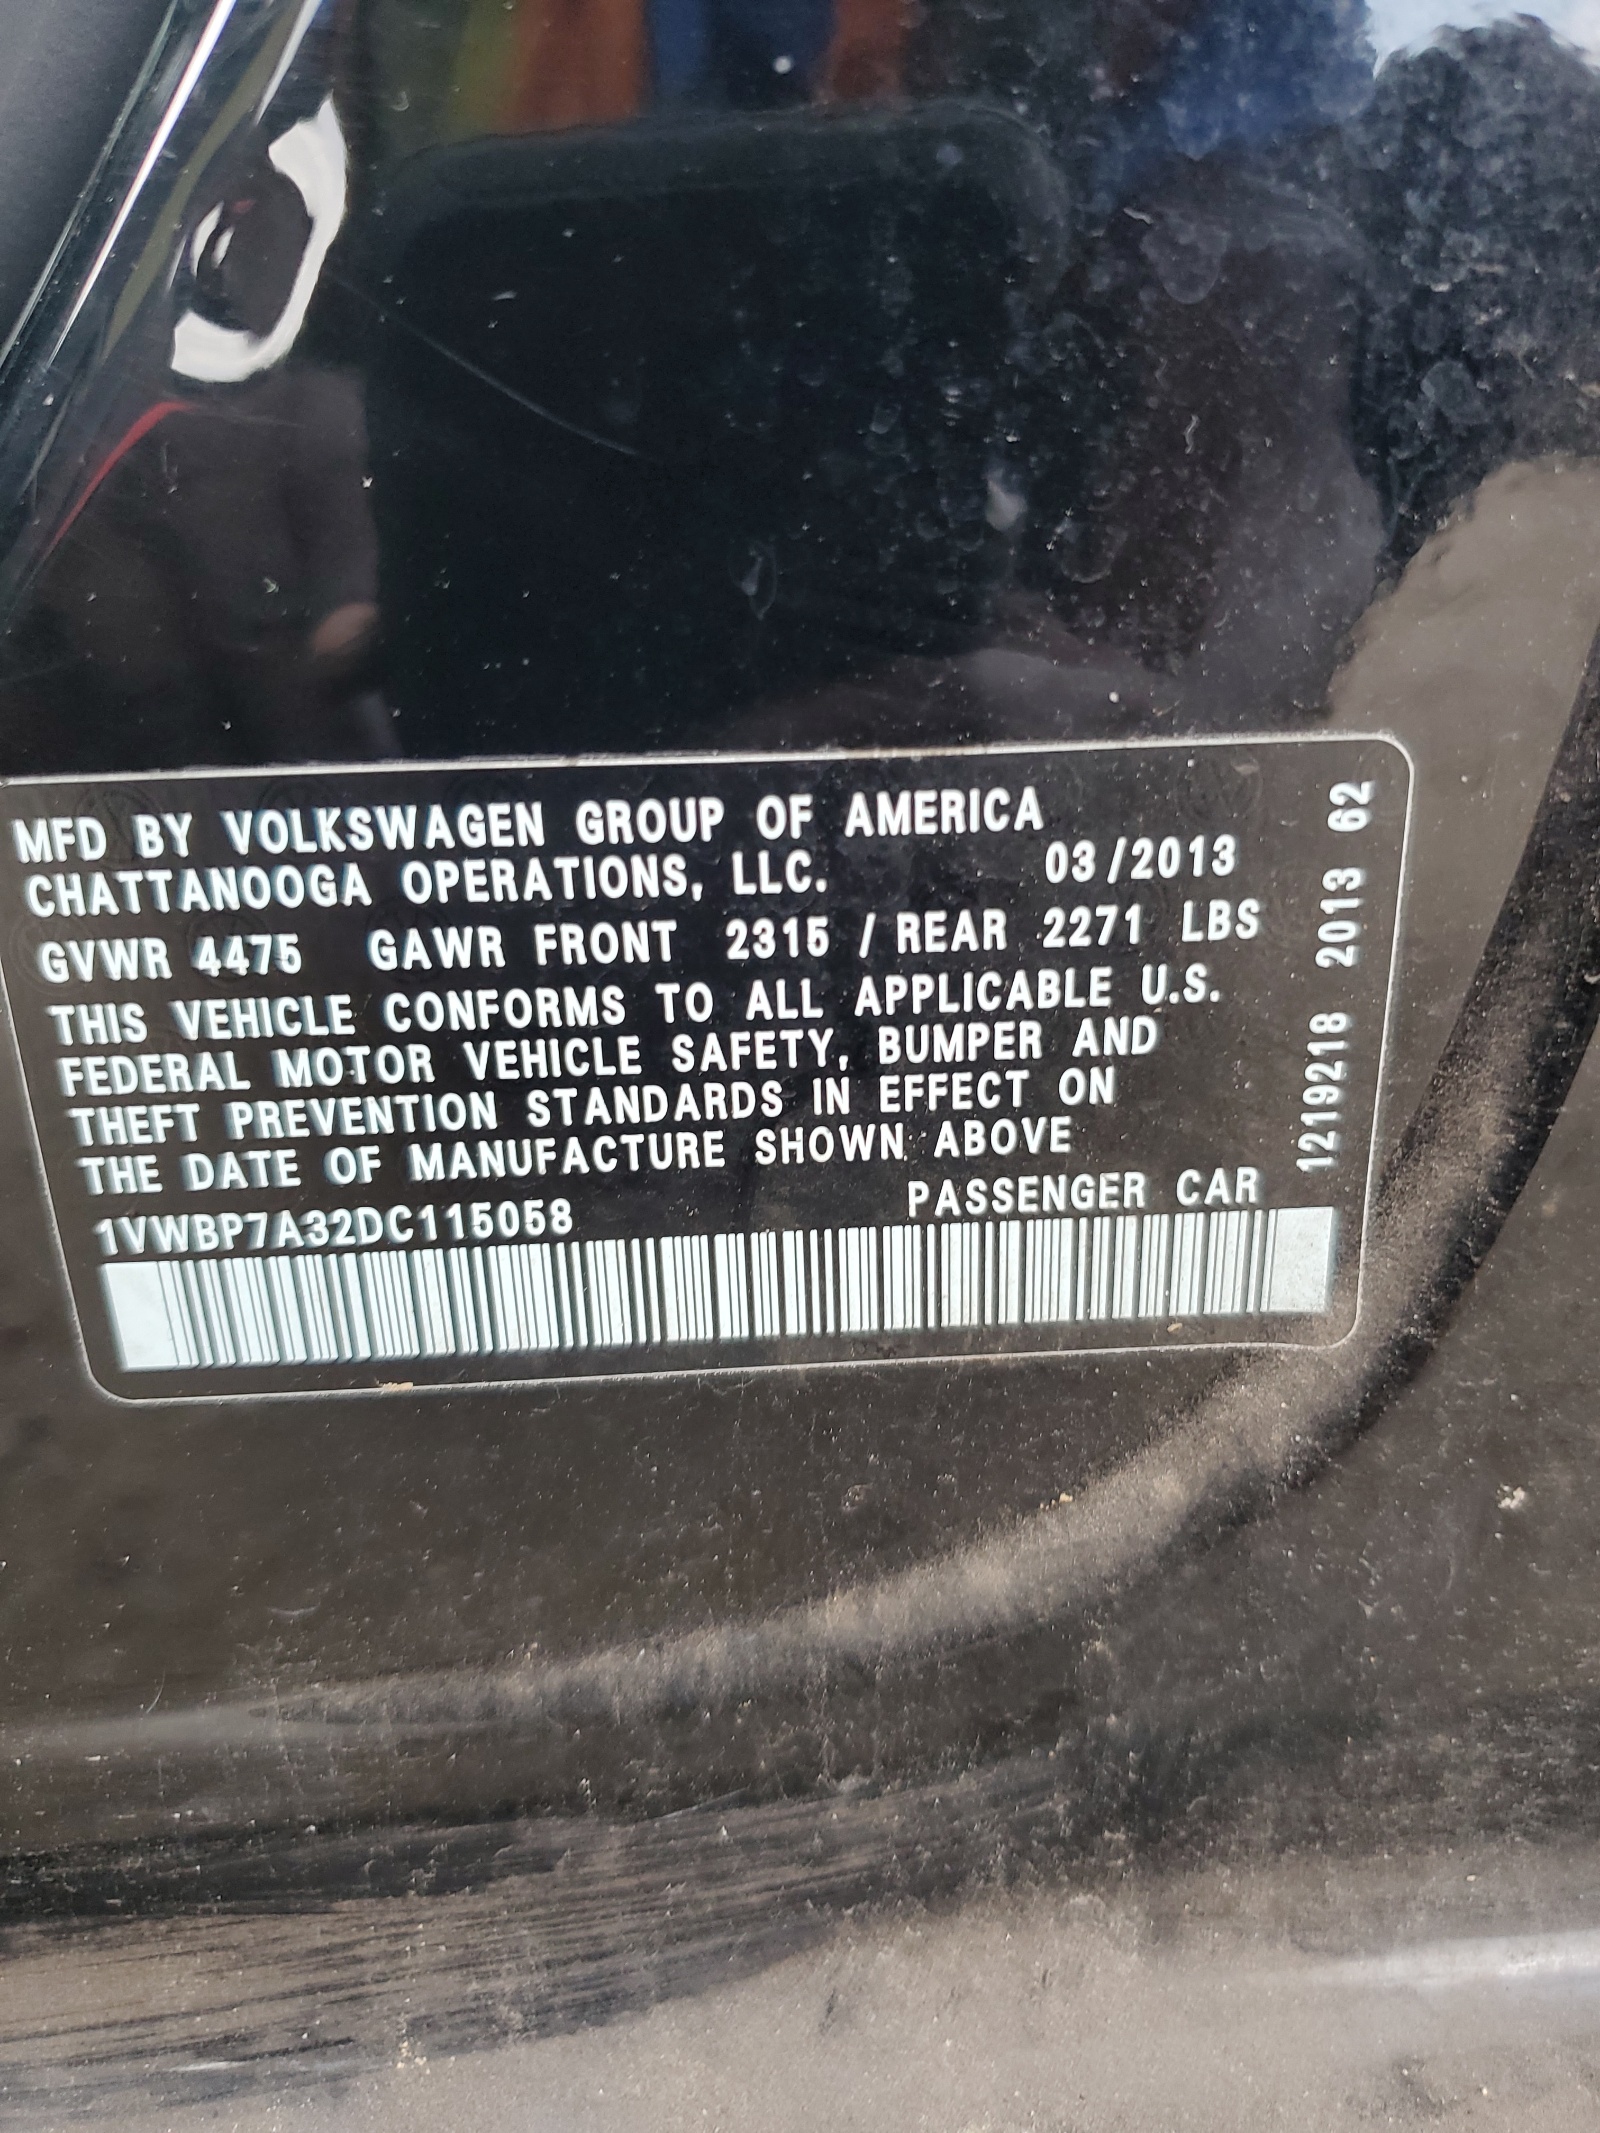 MFD BY VOLKSWAGEN GROUP OF AMERICA
CHATTANOOGA OPERATIONS, LLC. 03/2013
GVWR 4475 GAWR FRONT 2315 / REAR 2271 LBS
THIS VEHICLE CONFORMS TO ALL APPLICABLE U.S.
FEDERAL MOTOR VEHICLE SAFETY, BUMPER AND
THEFT PREVENTION STANDARDS IN EFFECT ON
THE DATE OF MANUFACTURE SHOWN ABOVE
1VWBP7A32DC115058 PASSENGER CAR
1219218 2013 62